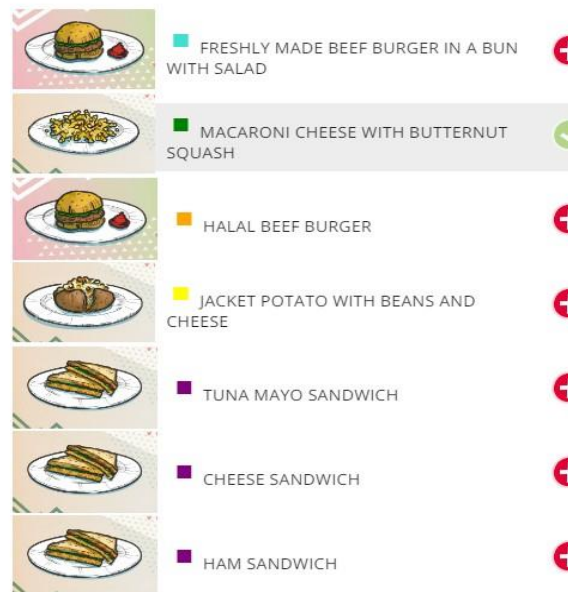 FRESHLY MADE BEEF BURGER IN A BUN
WITH SALAD
MACARONI CHEESE WITH BUTTERNUT
SQUASH
HALAL BEEF BURGER
JACKET POTATO WITH BEANS AND
CHEESE
TUNA MAYO SANDWICH
CHEESE SANDWICH
HAM SANDWICH